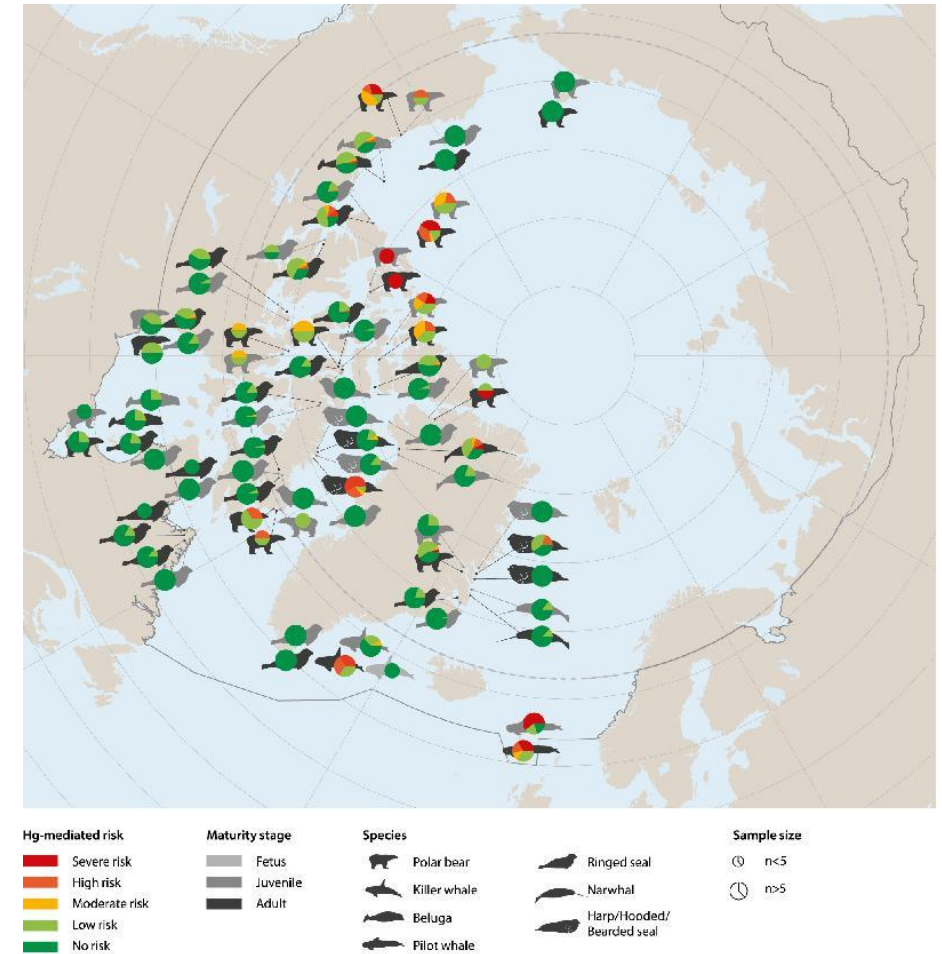 Hg-mediated risk
Severe risk
High risk
Moderate risk
Low risk
No risk
Maturity stage
Fetus
Juvenile
Adult
Species
Polar bear
Killer whale
Beluga
Pilot whale
Ringed seal
Narwhal
Harp/Hooded/
Bearded seal
Sample size
n<5
n>5